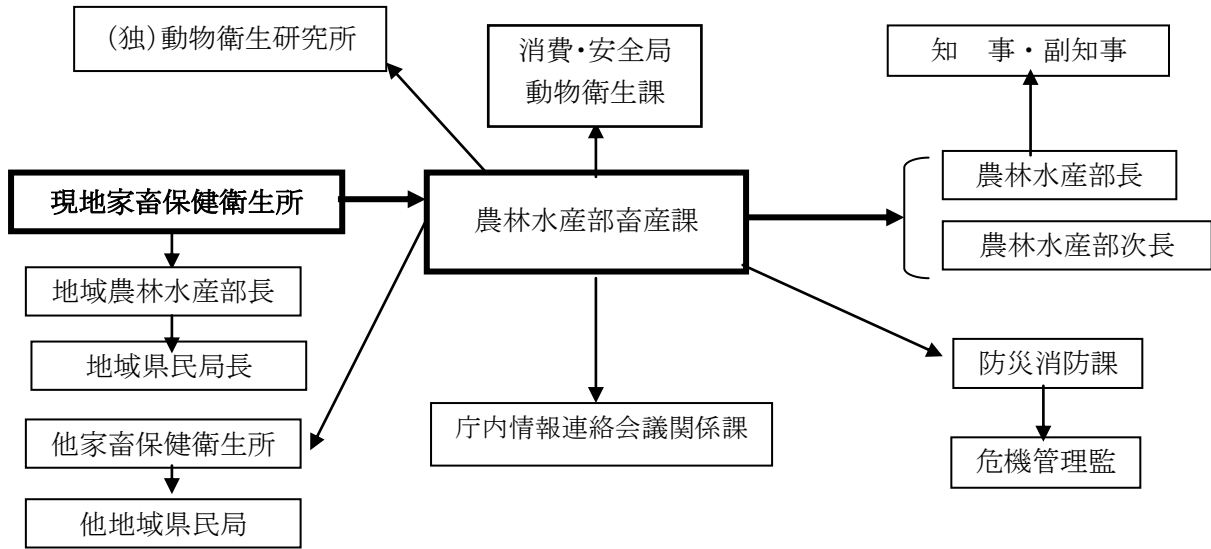 (独)動物衛生研究所
消費・安全局
動物衛生課
知　事・副知事
現地家畜保健衛生所
農林水産部畜産課
農林水産部長
農林水産部次長
地域農林水産部長
地域県民局長
防災消防課
他家畜保健衛生所
庁内情報連絡会議関係課
危機管理監
他地域県民局